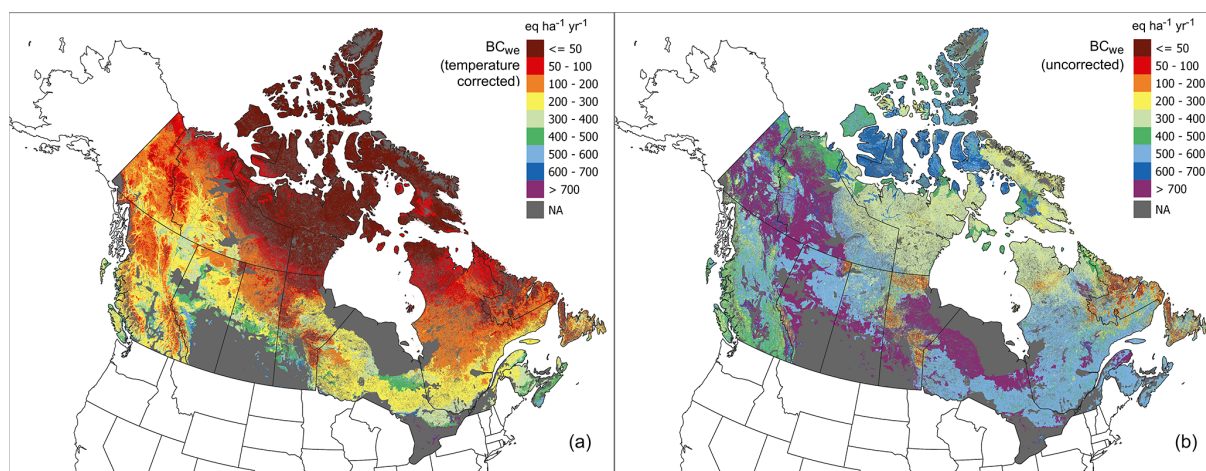 eq ha⁻¹ yr⁻¹
BCwe
(temperature
corrected)
<= 50
50 - 100
100 - 200
200 - 300
300 - 400
400 - 500
500 - 600
600 - 700
> 700
NA
(a)
eq ha⁻¹ yr⁻¹
BCwe
(uncorrected)
<= 50
50 - 100
100 - 200
200 - 300
300 - 400
400 - 500
500 - 600
600 - 700
> 700
NA
(b)